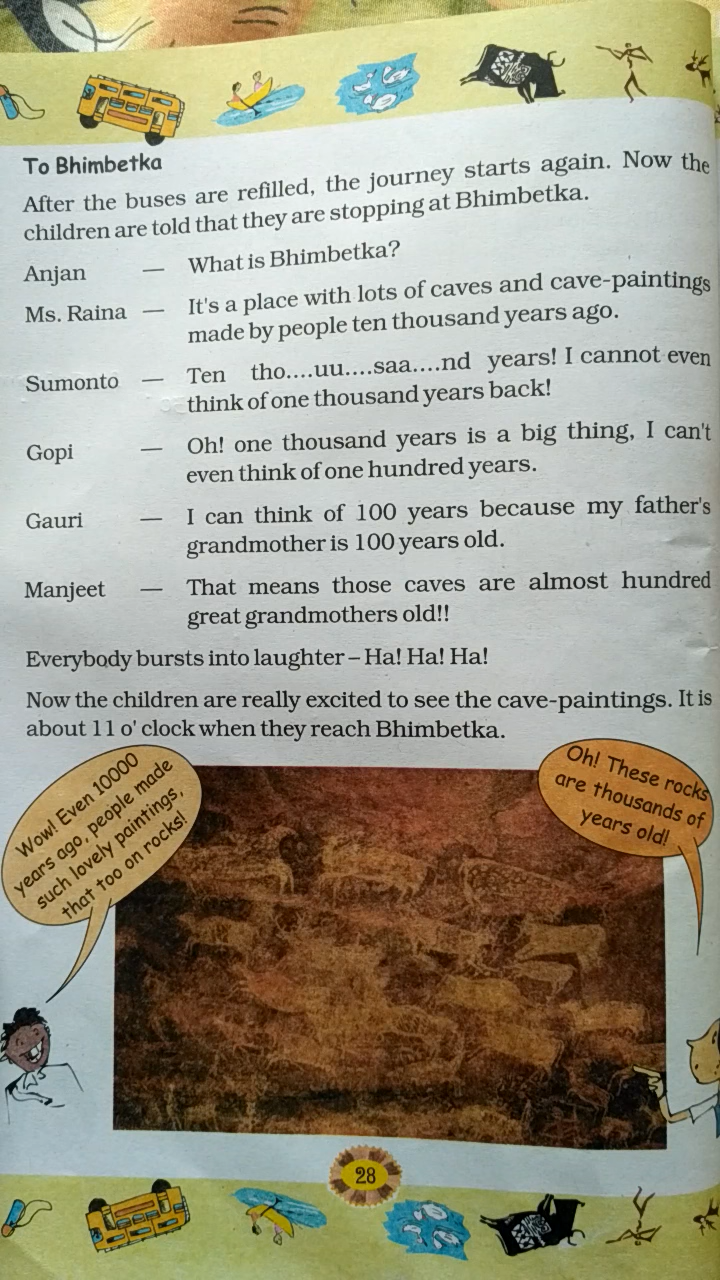 To Bhimbetka
After the buses are refilled, the journey starts again. Now the
children are told that they are stopping at Bhimbetka.
Anjan — What is Bhimbetka?
Ms. Raina — It's a place with lots of caves and cave-paintings
made by people ten thousand years ago.
Sumonto — Ten tho....uu....saa....nd years! I cannot even
think of one thousand years back!
Gopi — Oh! one thousand years is a big thing, I can't
even think of one hundred years.
Gauri — I can think of 100 years because my father's
grandmother is 100 years old.
Manjeet — That means those caves are almost hundred
great grandmothers old!!
Everybody bursts into laughter – Ha! Ha! Ha!
Now the children are really excited to see the cave-paintings. It is
about 11 o' clock when they reach Bhimbetka.
Wow! Even 10000
years ago, people made
such lovely paintings,
that too on rocks!
Oh! These rocks
are thousands of
years old!
28